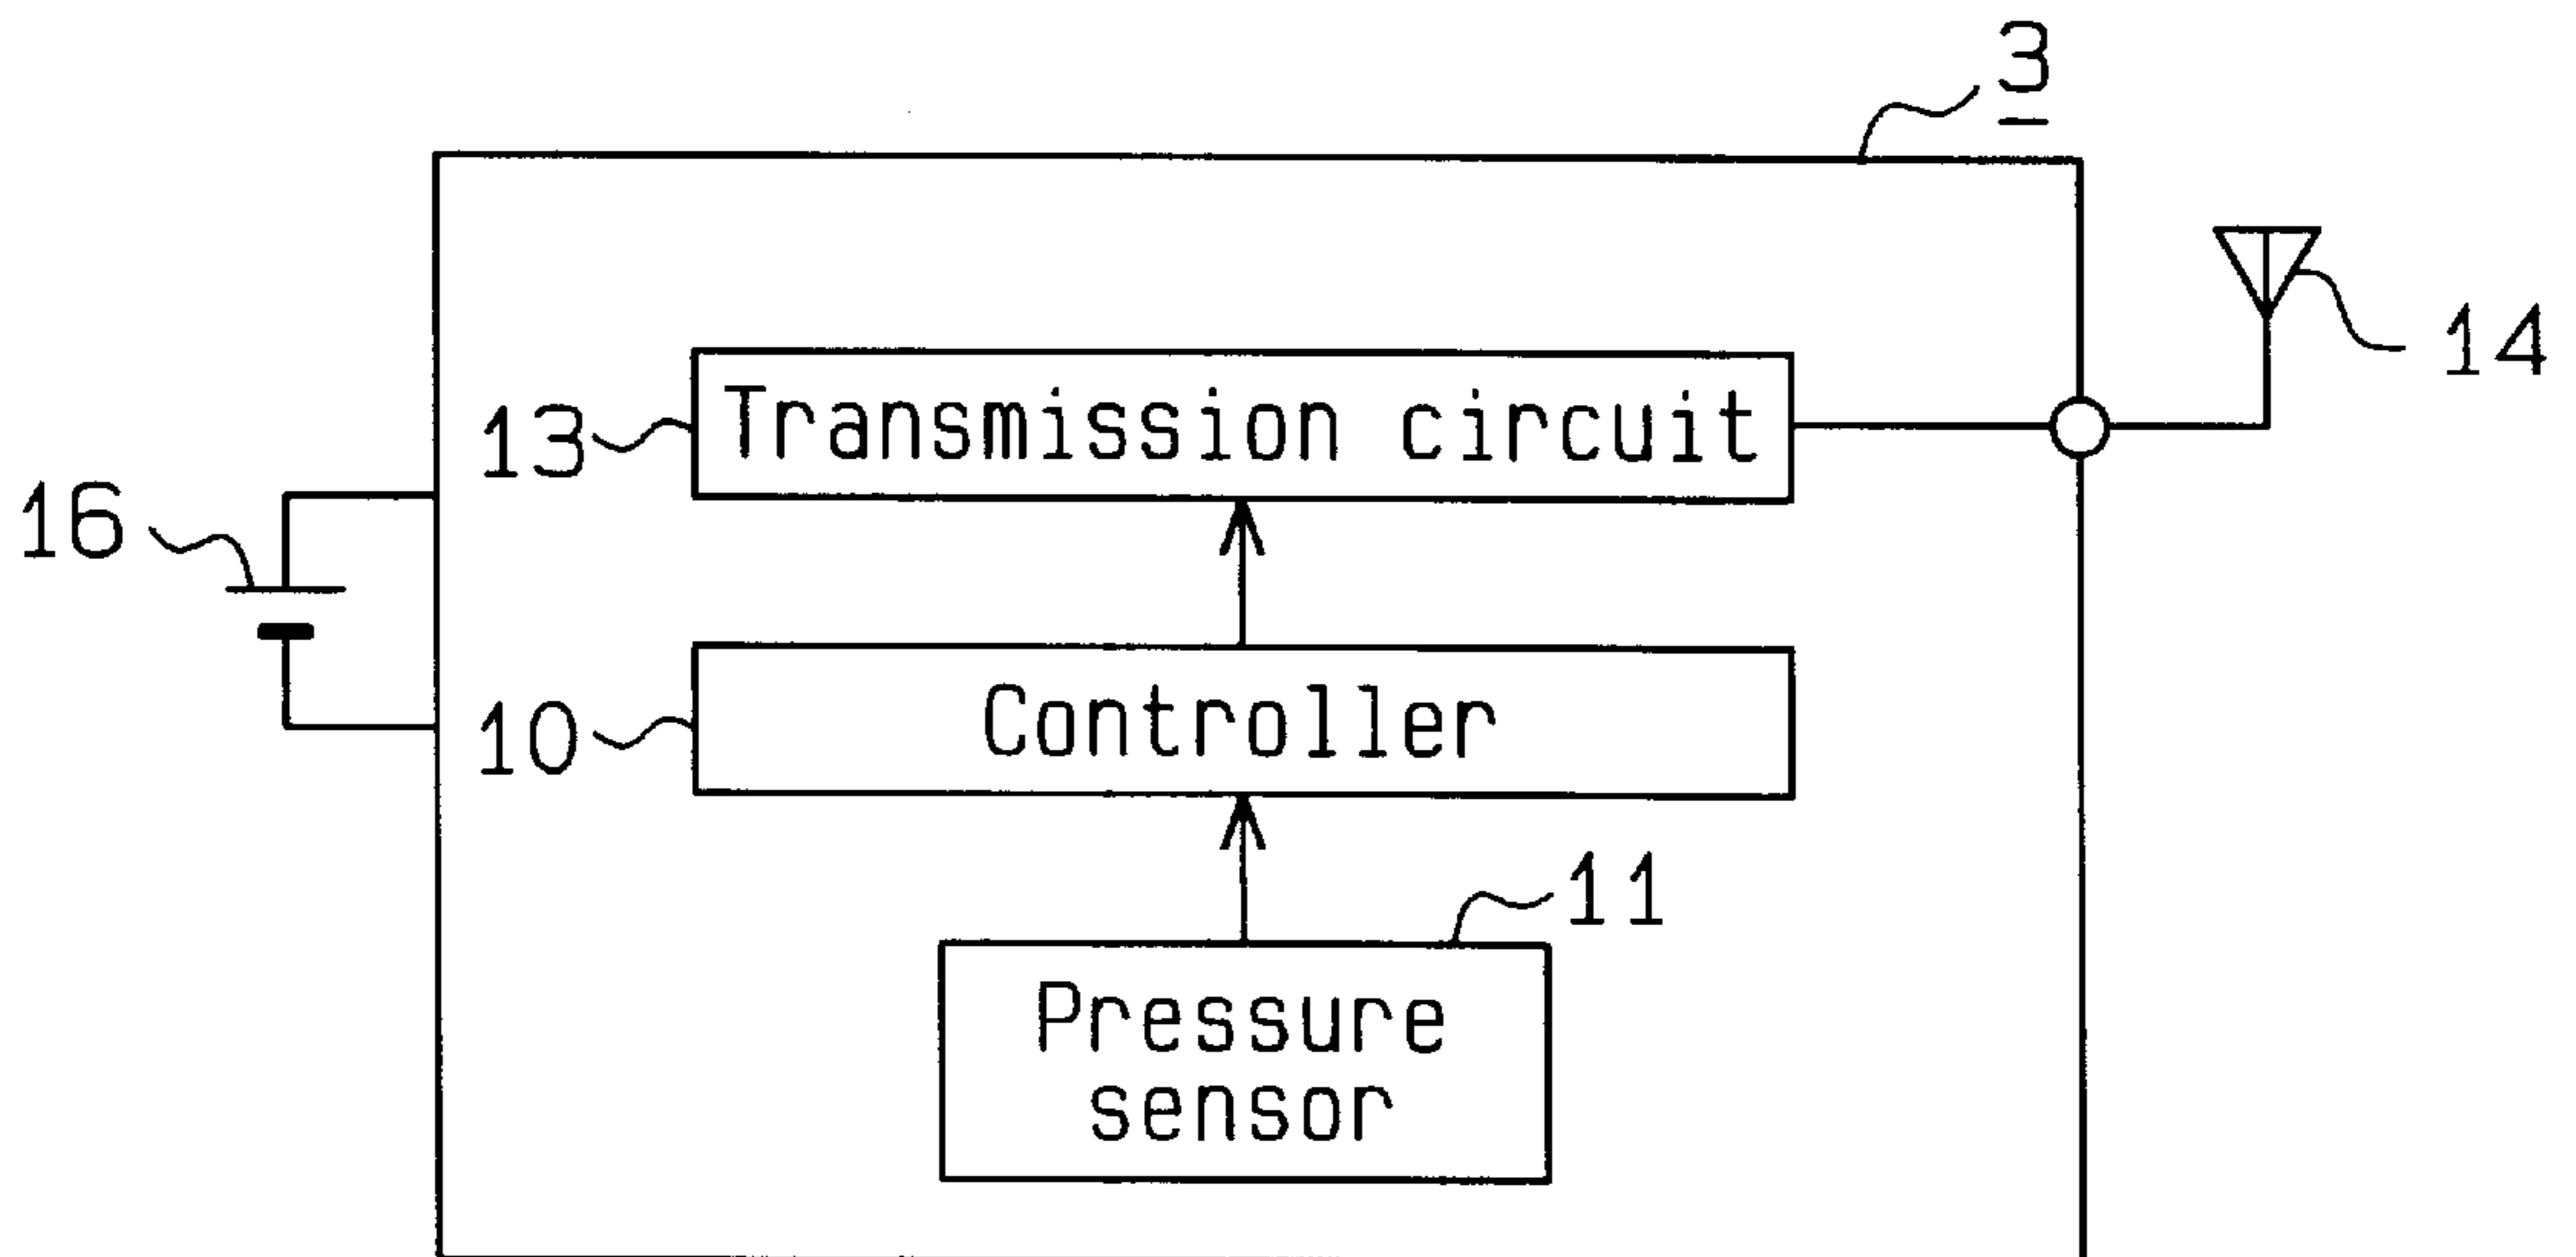 3
14
13
Transmission circuit
16
10
Controller
11
Pressure
sensor